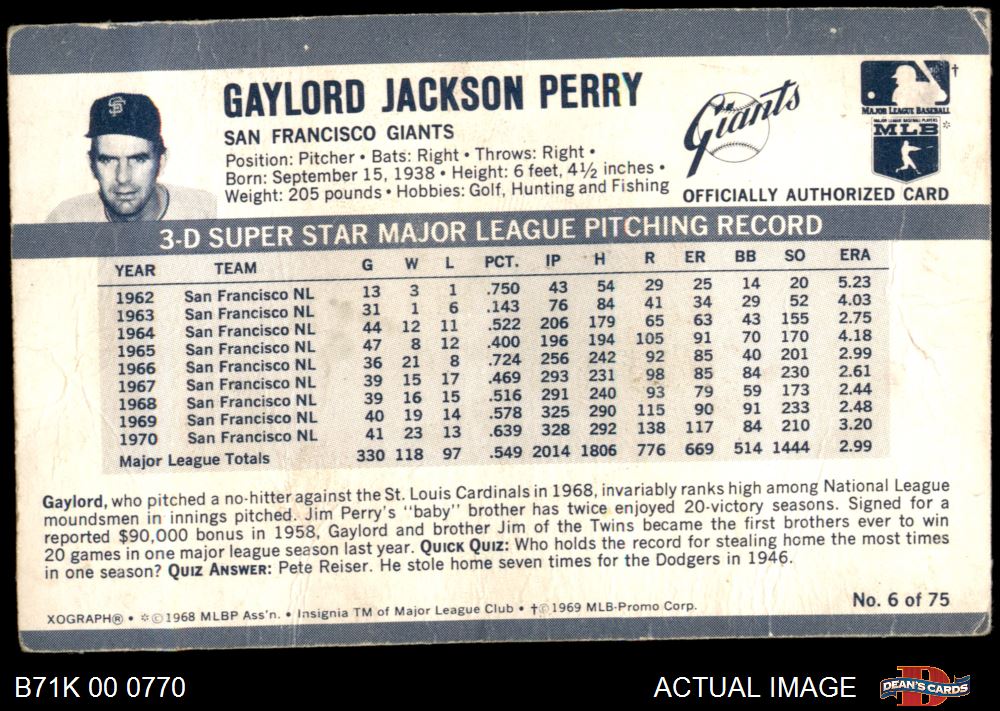 GAYLORD JACKSON PERRY
SAN FRANCISCO GIANTS
Position: Pitcher • Bats: Right • Throws: Right •
Born: September 15, 1938 • Height: 6 feet, 4½ inches •
Weight: 205 pounds • Hobbies: Golf, Hunting and Fishing
SF
Giants
†
MAJOR LEAGUE BASEBALL
MAJOR LEAGUE BASEBALL PLAYERS
MLB *
OFFICIALLY AUTHORIZED CARD
3-D SUPER STAR MAJOR LEAGUE PITCHING RECORD
YEAR TEAM G W L PCT. IP H R ER BB SO ERA
1962 San Francisco NL 13 3 1 .750 43 54 29 25 14 20 5.23
1963 San Francisco NL 31 1 6 .143 76 84 41 34 29 52 4.03
1964 San Francisco NL 44 12 11 .522 206 179 65 63 43 155 2.75
1965 San Francisco NL 47 8 12 .400 196 194 105 91 70 170 4.18
1966 San Francisco NL 36 21 8 .724 256 242 92 85 40 201 2.99
1967 San Francisco NL 39 15 17 .469 293 231 98 85 84 230 2.61
1968 San Francisco NL 39 16 15 .516 291 240 93 79 59 173 2.44
1969 San Francisco NL 40 19 14 .578 325 290 115 90 91 233 2.48
1970 San Francisco NL 41 23 13 .639 328 292 138 117 84 210 3.20
Major League Totals 330 118 97 .549 2014 1806 776 669 514 1444 2.99
Gaylord, who pitched a no-hitter against the St. Louis Cardinals in 1968, invariably ranks high among National League
moundsmen in innings pitched. Jim Perry's "baby" brother has twice enjoyed 20-victory seasons. Signed for a
reported $90,000 bonus in 1958, Gaylord and brother Jim of the Twins became the first brothers ever to win
20 games in one major league season last year. QUICK QUIZ: Who holds the record for stealing home the most times
in one season? QUIZ ANSWER: Pete Reiser. He stole home seven times for the Dodgers in 1946.
XOGRAPH® • *©1968 MLBP Ass'n. • Insignia TM of Major League Club • †©1969 MLB-Promo Corp.
No. 6 of 75
B71K 00 0770
ACTUAL IMAGE
D
DEAN'S CARDS